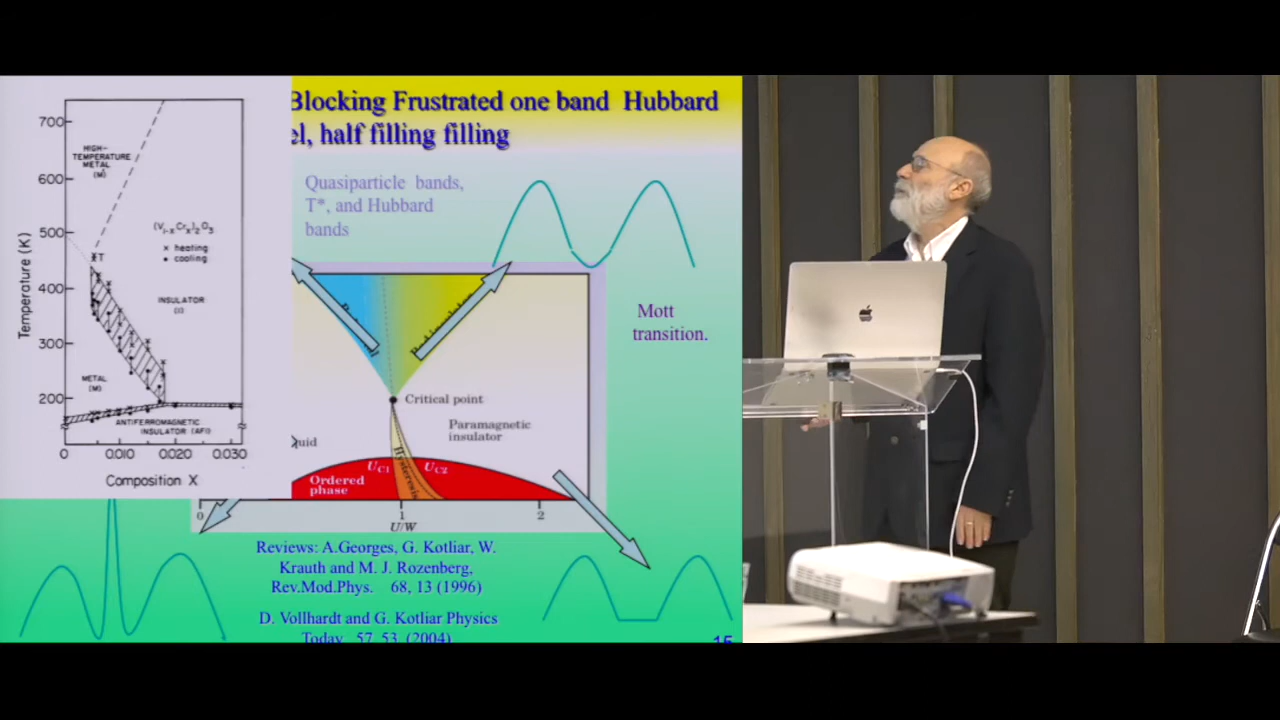 Blocking Frustrated one band Hubbard
el, half filling filling
Quasiparticle bands,
T*, and Hubbard
bands
Mott
transition.
700
600
500
400
300
200
Temperature (K)
HIGH-
TEMPERATURE
METAL
(M)
(V1-xCrx)2O3
× heating
• cooling
INSULATOR
(I)
METAL
(M)
ANTIFERROMAGNETIC
INSULATOR (AFI)
0 0.010 0.020 0.030
Composition X
Critical point
Paramagnetic
insulator
quid
Hysteresis
UC1 UC2
Ordered
phase
0 1 2
U/W
Reviews: A.Georges, G. Kotliar, W.
Krauth and M. J. Rozenberg,
Rev.Mod.Phys. 68, 13 (1996)
D. Vollhardt and G. Kotliar Physics
Today 57, 53 (2004)
15